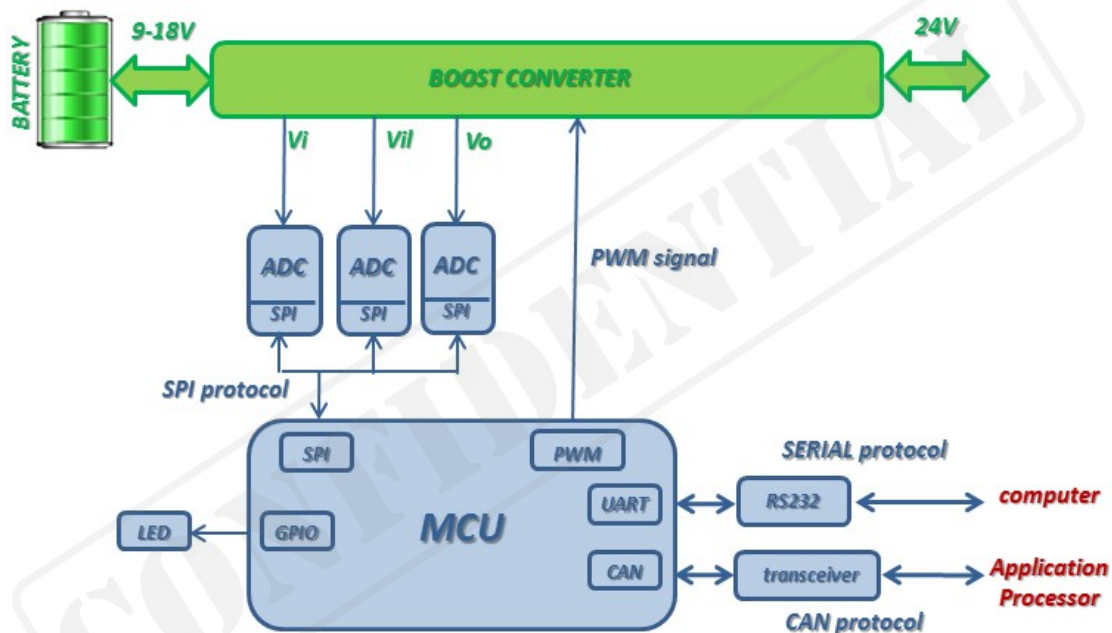 BATTERY
9-18V
24V
BOOST CONVERTER
Vi
Vil
Vo
ADC
SPI
ADC
SPI
ADC
SPI
PWM signal
SPI protocol
SPI
PWM
SERIAL protocol
UART
RS232
computer
LED
GPIO
MCU
CAN
transceiver
Application
Processor
CAN protocol
CONFIDENTIAL